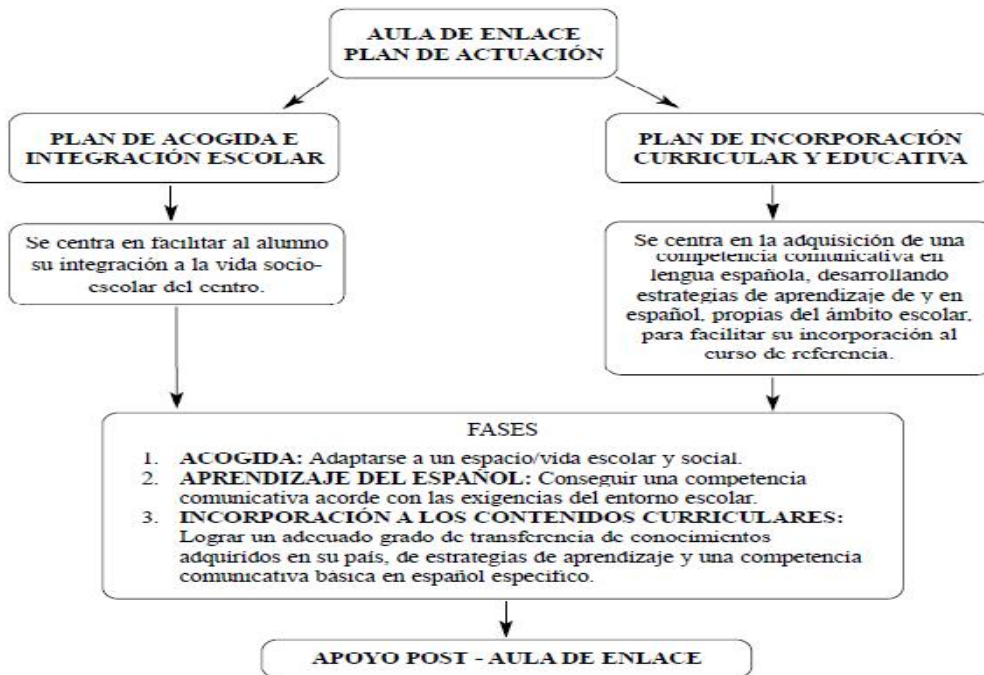 AULA DE ENLACE
PLAN DE ACTUACIÓN
PLAN DE ACOGIDA E
INTEGRACIÓN ESCOLAR
PLAN DE INCORPORACIÓN
CURRICULAR Y EDUCATIVA
Se centra en facilitar al alumno
su integración a la vida socio-
escolar del centro.
Se centra en la adquisición de una
competencia comunicativa en
lengua española, desarrollando
estrategias de aprendizaje de y en
español, propias del ámbito escolar,
para facilitar su incorporación al
curso de referencia.
FASES
1. ACOGIDA: Adaptarse a un espacio/vida escolar y social.
2. APRENDIZAJE DEL ESPAÑOL: Conseguir una competencia
comunicativa acorde con las exigencias del entorno escolar.
3. INCORPORACIÓN A LOS CONTENIDOS CURRICULARES:
Lograr un adecuado grado de transferencia de conocimientos
adquiridos en su país, de estrategias de aprendizaje y una competencia
comunicativa básica en español específico.
APOYO POST - AULA DE ENLACE